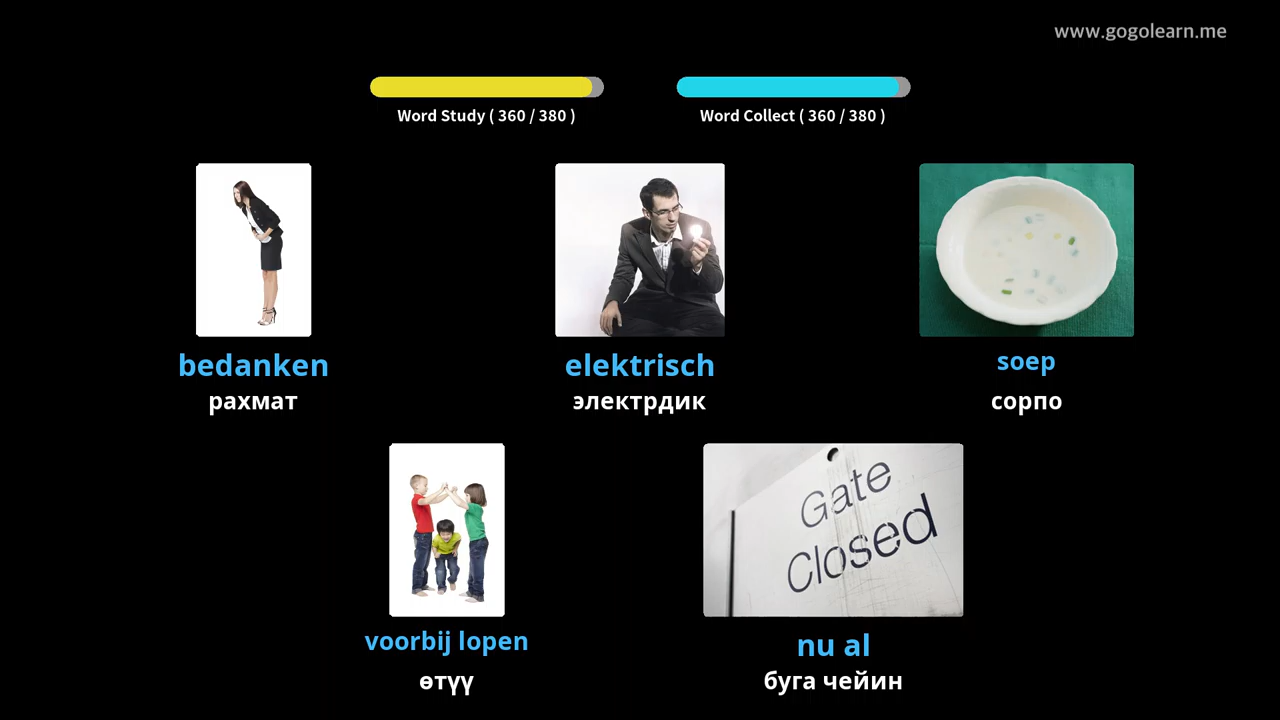 www.gogolearn.me
Word Study ( 360 / 380 )
Word Collect ( 360 / 380 )
bedanken
рахмат
elektrisch
электрдик
soep
сорпо
Gate
Closed
voorbij lopen
өтүү
nu al
буга чейин